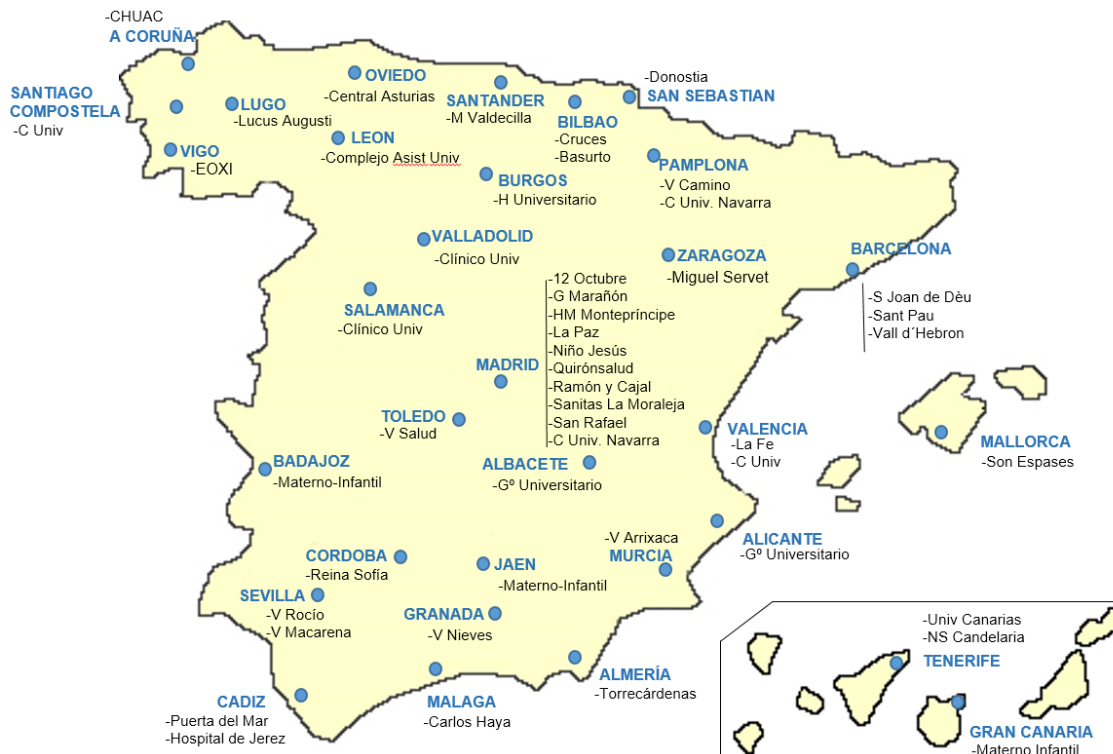 -CHUAC
A CORUÑA
SANTIAGO
COMPOSTELA
-C Univ
LUGO
-Lucus Augusti
VIGO
-EOXI
OVIEDO
-Central Asturias
LEON
-Complejo Asist Univ
SANTANDER
-M Valdecilla
BILBAO
-Cruces
-Basurto
-Donostia
SAN SEBASTIAN
PAMPLONA
-V Camino
-C Univ. Navarra
BURGOS
-H Universitario
VALLADOLID
-Clínico Univ
SALAMANCA
-Clínico Univ
ZARAGOZA
-Miguel Servet
BARCELONA
-S Joan de Dèu
-Sant Pau
-Vall d´Hebron
MADRID
-12 Octubre
-G Marañón
-HM Montepríncipe
-La Paz
-Niño Jesús
-Quirónsalud
-Ramón y Cajal
-Sanitas La Moraleja
-San Rafael
-C Univ. Navarra
TOLEDO
-V Salud
BADAJOZ
-Materno-Infantil
ALBACETE
-Gº Universitario
VALENCIA
-La Fe
-C Univ
MALLORCA
-Son Espases
ALICANTE
-Gº Universitario
-V Arrixaca
MURCIA
CORDOBA
-Reina Sofía
JAEN
-Materno-Infantil
SEVILLA
-V Rocío
-V Macarena
GRANADA
-V Nieves
ALMERÍA
-Torrecárdenas
MALAGA
-Carlos Haya
CADIZ
-Puerta del Mar
-Hospital de Jerez
-Univ Canarias
-NS Candelaria
TENERIFE
GRAN CANARIA
-Materno Infantil